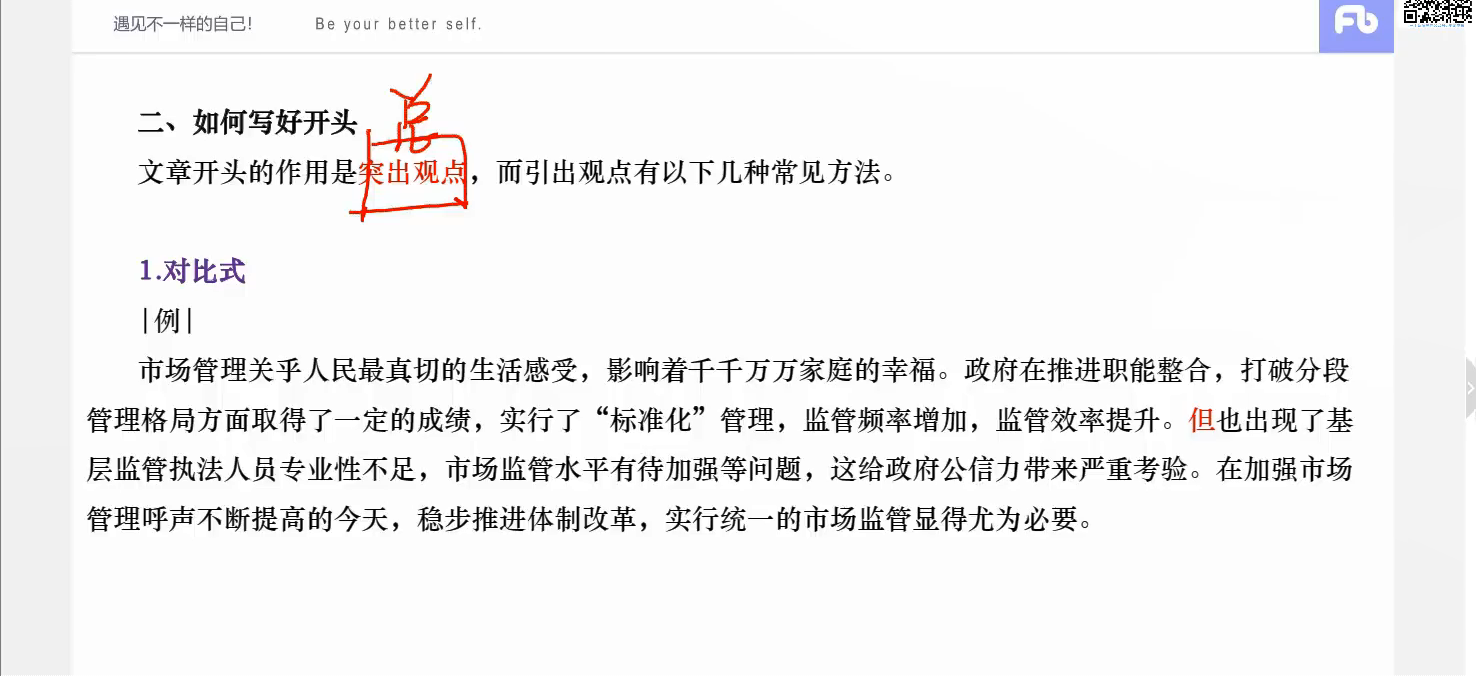 遇见不一样的自己! Be your better self.
Fb
总
二、如何写好开头
文章开头的作用是突出观点，而引出观点有以下几种常见方法。
1.对比式
|例|
市场管理关乎人民最真切的生活感受，影响着千千万万家庭的幸福。政府在推进职能整合，打破分段
管理格局方面取得了一定的成绩，实行了“标准化”管理，监管频率增加，监管效率提升。但也出现了基
层监管执法人员专业性不足，市场监管水平有待加强等问题，这给政府公信力带来严重考验。在加强市场
管理呼声不断提高的今天，稳步推进体制改革，实行统一的市场监管显得尤为必要。